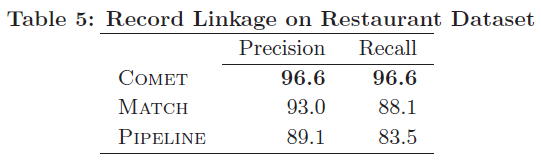 Table 5: Record Linkage on Restaurant Dataset
Precision Recall
COMET 96.6 96.6
MATCH 93.0 88.1
PIPELINE 89.1 83.5